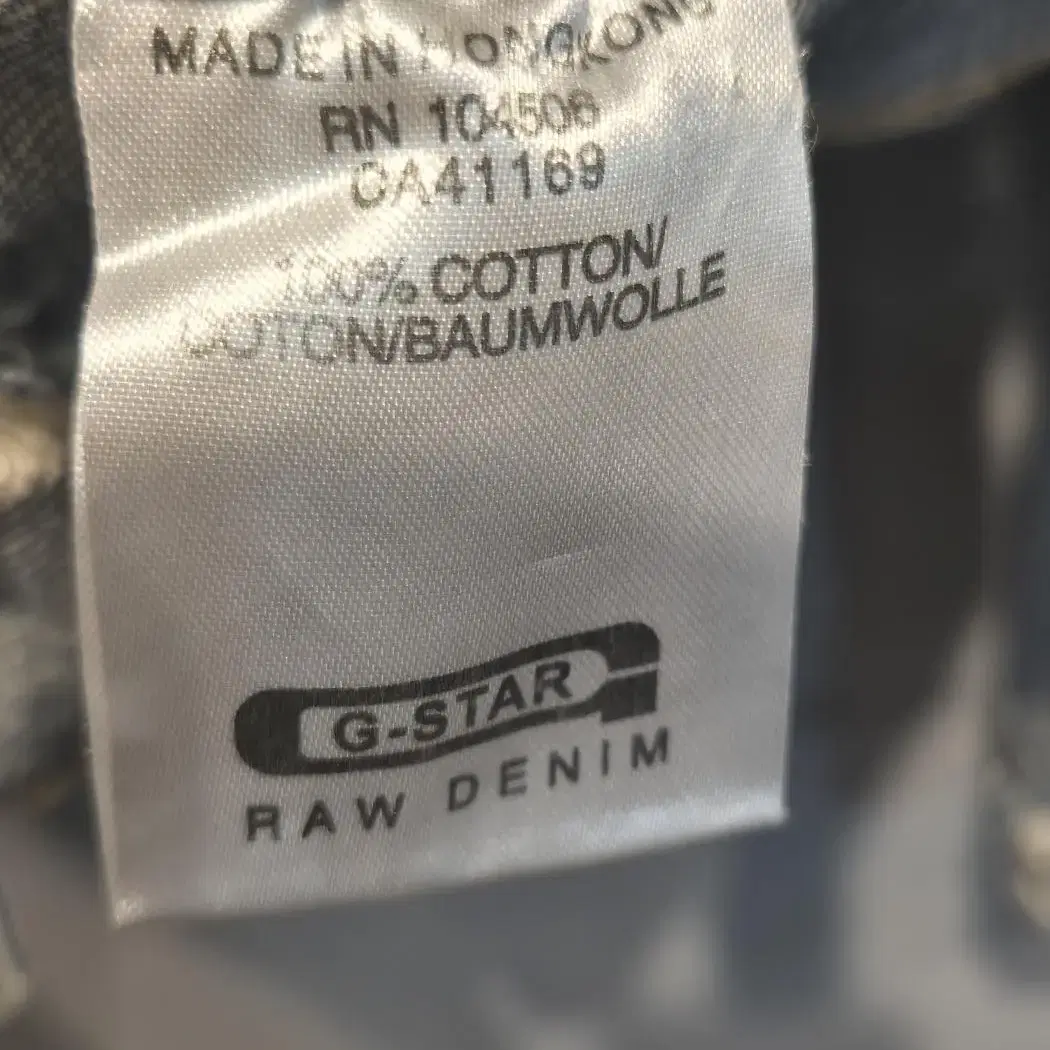 MADE IN HONGKONG
RN 104506
CA41169
100% COTTON/
COTON/BAUMWOLLE
G-STAR
RAW DENIM